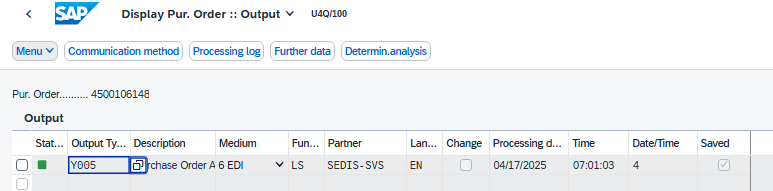 SAP Display Pur. Order :: Output U4Q/100
Menu Communication method Processing log Further data Determin.analysis
Pur. Order.......... 4500106148
Output
Stat... Output Ty... Description Medium Fun... Partner Lan... Change Processing d... Time Date/Time Saved
Y005 rchase Order A 6 EDI LS SEDIS-SVS EN 04/17/2025 07:01:03 4